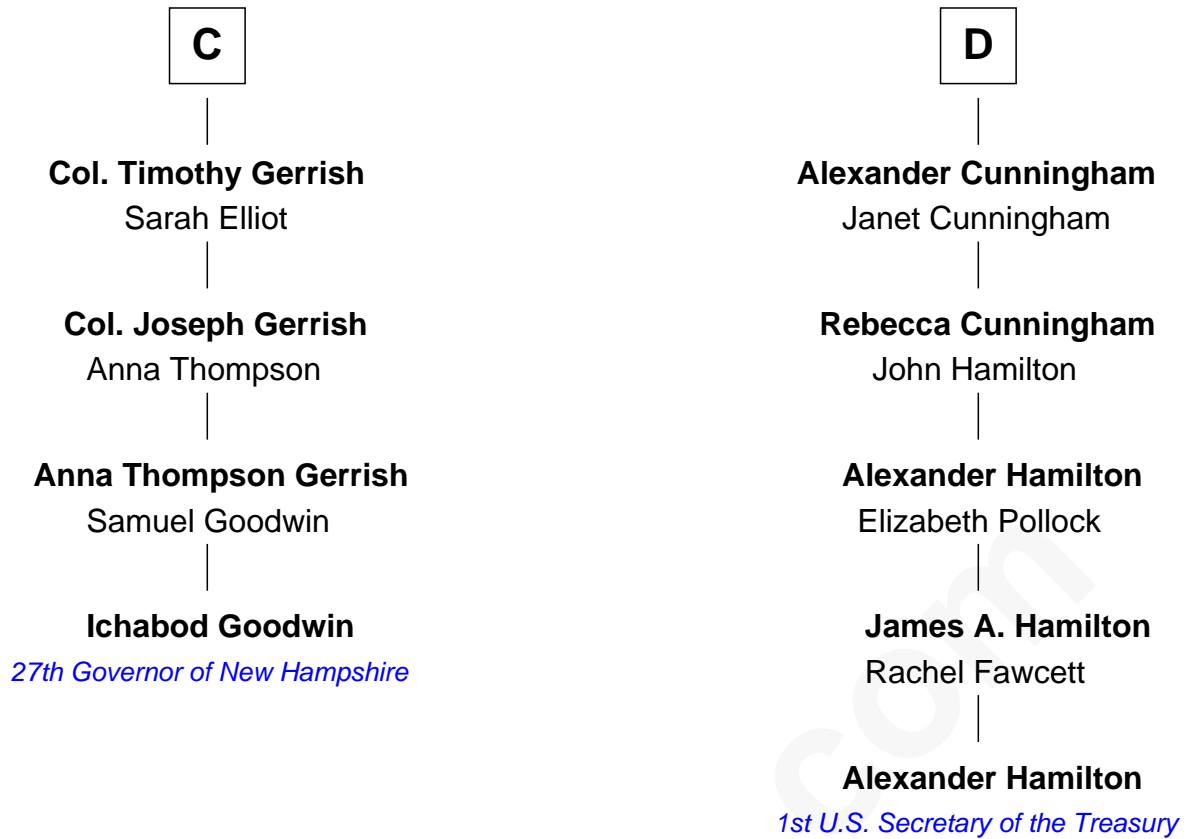 C
Col. Timothy Gerrish
Sarah Elliot
Col. Joseph Gerrish
Anna Thompson
Anna Thompson Gerrish
Samuel Goodwin
Ichabod Goodwin
27th Governor of New Hampshire
D
Alexander Cunningham
Janet Cunningham
Rebecca Cunningham
John Hamilton
Alexander Hamilton
Elizabeth Pollock
James A. Hamilton
Rachel Fawcett
Alexander Hamilton
1st U.S. Secretary of the Treasury
com